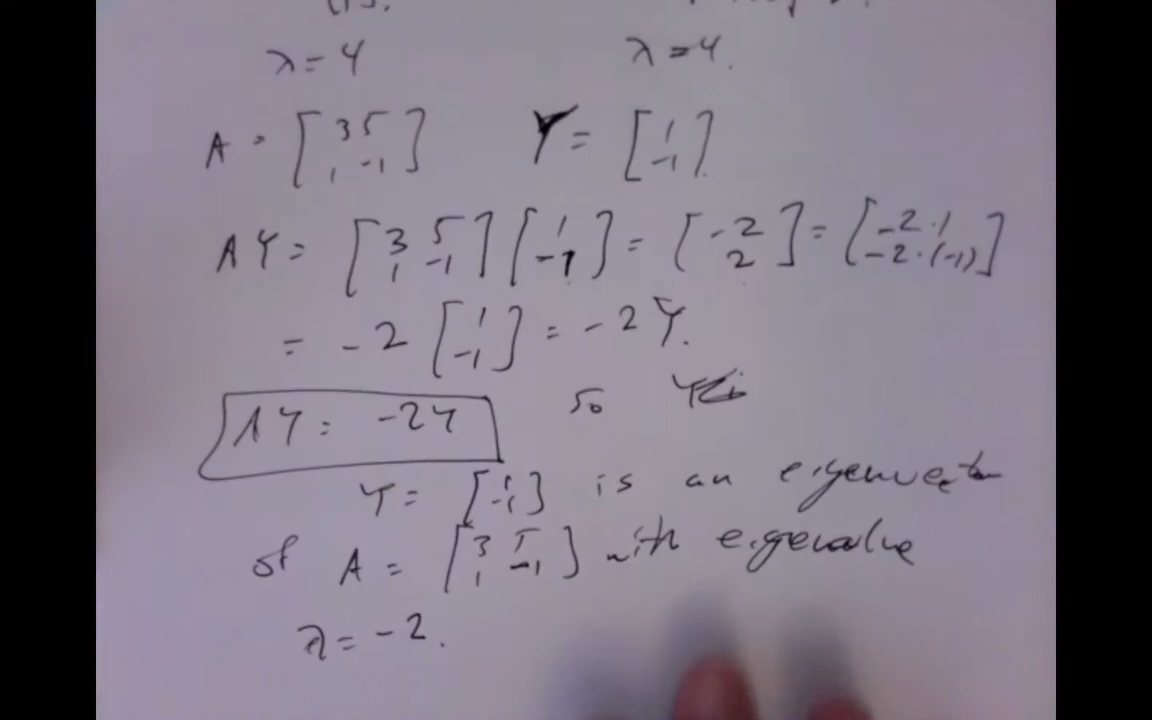 λ = 4 λ = 4.
A = [3 5; 1 -1] Y = [1; -1]
A Y = [3 5; 1 -1] [1; -1] = [-2; 2] = [-2·1; -2·(-1)]
= -2 [1; -1] = -2Y.
AY = -2Y so
Y = [1; -1] is an eigenvector
of A = [3 5; 1 -1] with eigenvalue
λ = -2.